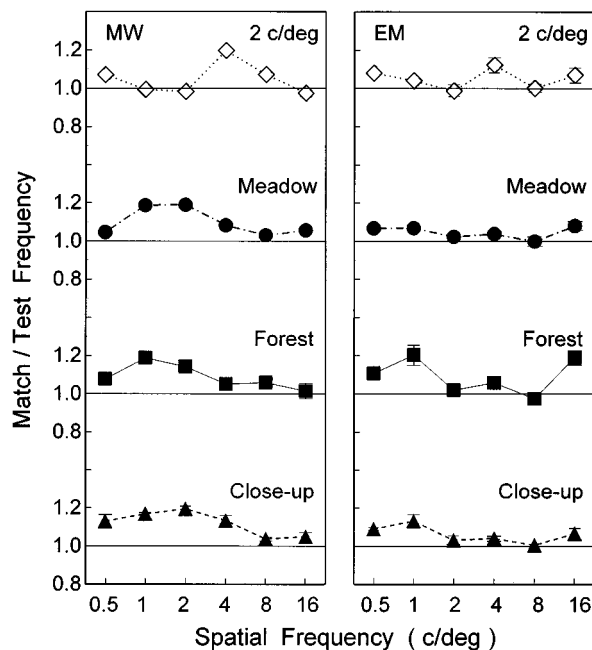 MW 2 c/deg
EM 2 c/deg
1.2
1.0
0.8
Meadow
Meadow
1.2
1.0
0.8
Forest
Forest
1.2
1.0
0.8
Close-up
Close-up
1.2
1.0
0.8
Match / Test Frequency
0.5 1 2 4 8 16
0.5 1 2 4 8 16
Spatial Frequency ( c/deg )